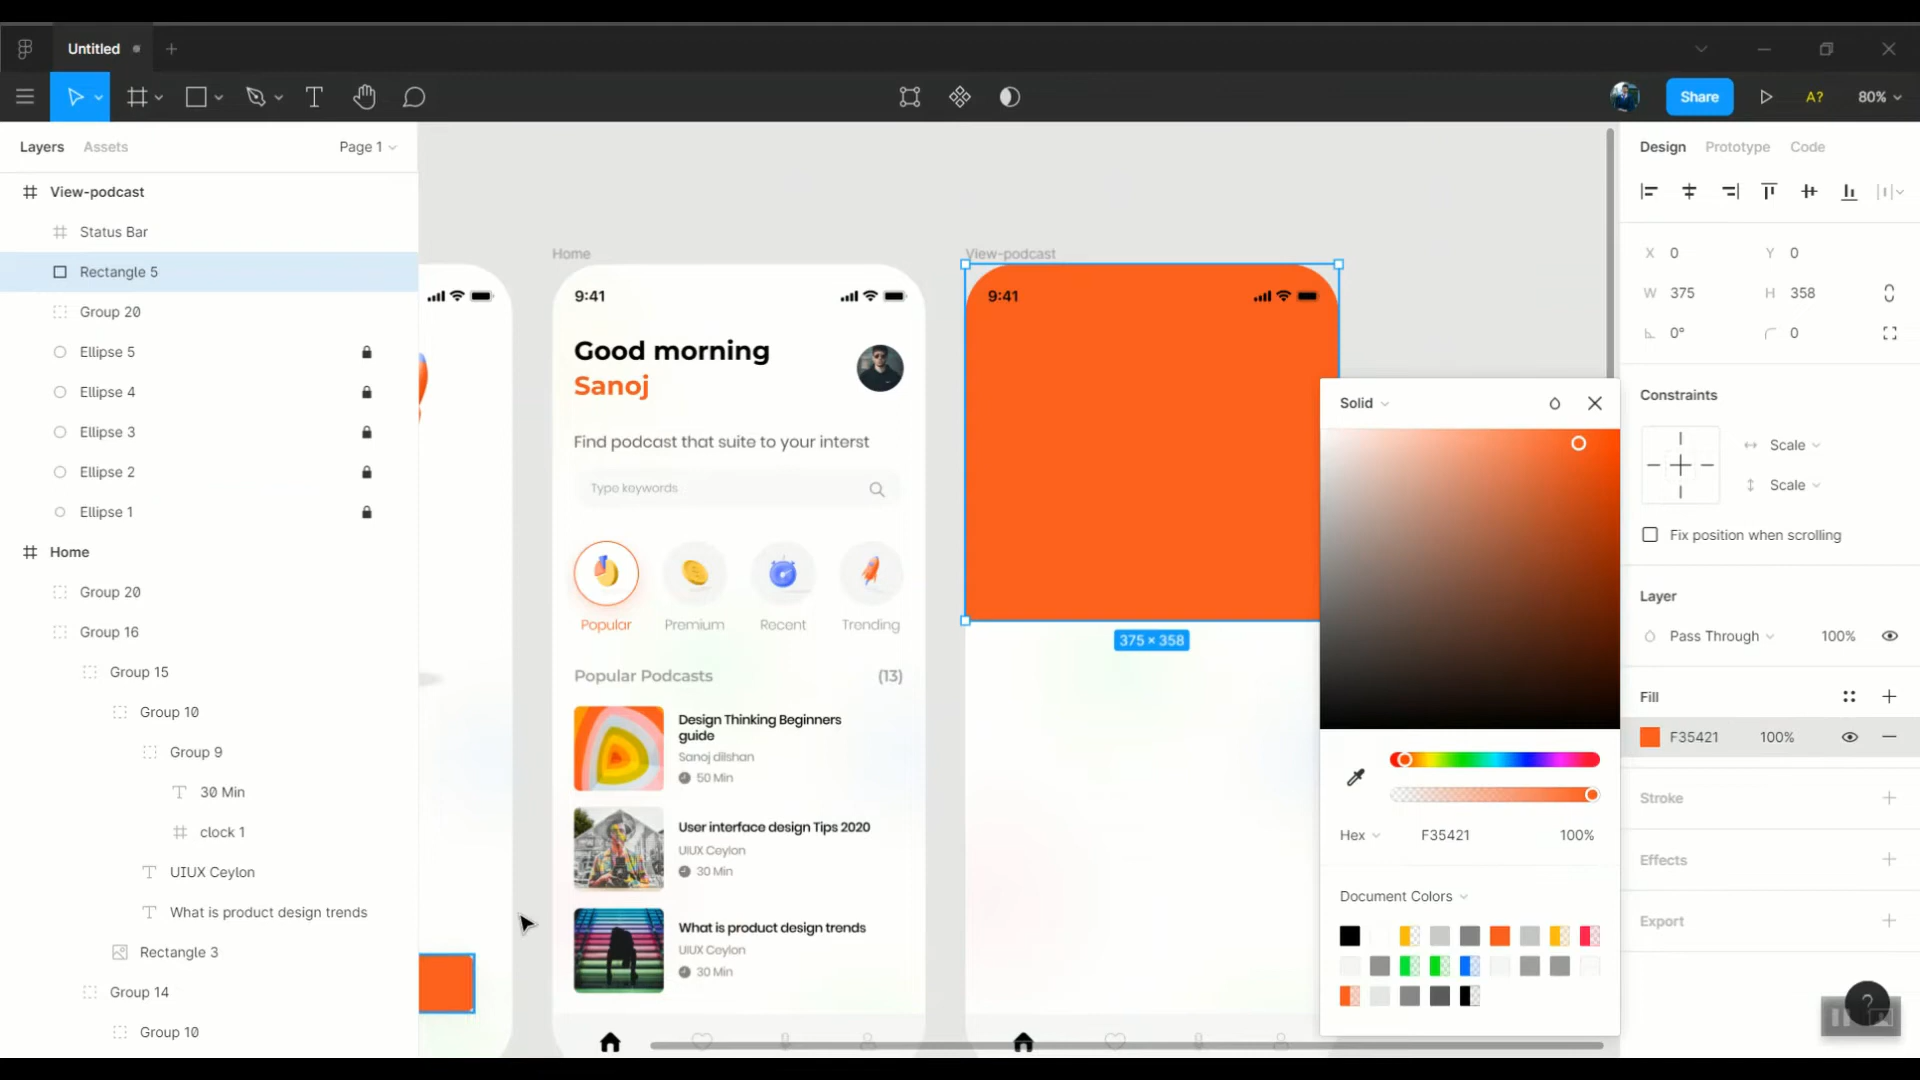 Untitled
Share
A?
80%
Layers
Assets
Page 1
View-podcast
Status Bar
Rectangle 5
Group 20
Ellipse 5
Ellipse 4
Ellipse 3
Ellipse 2
Ellipse 1
Home
Group 20
Group 16
Group 15
Group 10
Group 9
30 Min
clock 1
UIUX Ceylon
What is product design trends
Rectangle 3
Group 14
Group 10
Home
9:41
Good morning
Sanoj
Find podcast that suite to your interst
Type keywords
Popular
Premium
Recent
Trending
Popular Podcasts
(13)
Design Thinking Beginners
guide
Sanoj dilshan
50 Min
User interface design Tips 2020
UIUX Ceylon
30 Min
What is product design trends
UIUX Ceylon
30 Min
View-podcast
9:41
375 × 358
Solid
Hex
F35421
100%
Document Colors
Design
Prototype
Code
X 0
Y 0
W 375
H 358
0°
0
Constraints
Scale
Scale
Fix position when scrolling
Layer
Pass Through
100%
Fill
F35421
100%
Stroke
Effects
Export
?